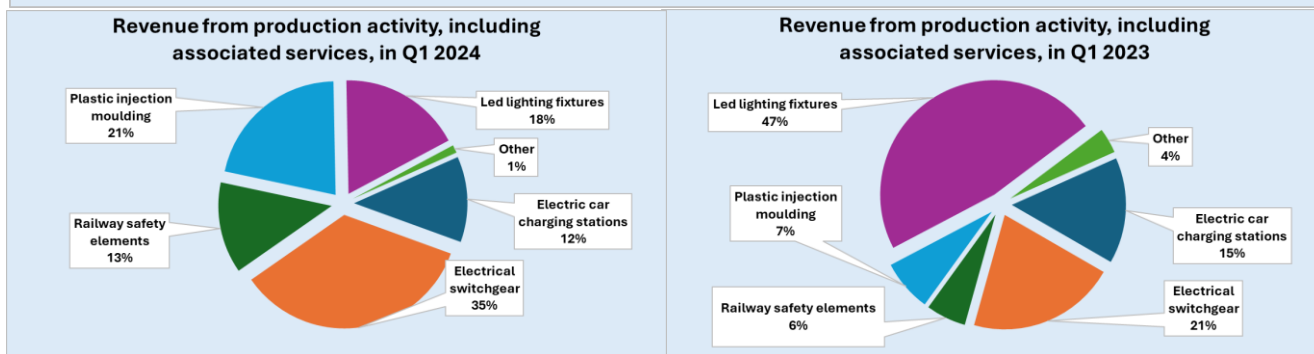 Revenue from production activity, including
associated services, in Q1 2024
Plastic injection
moulding
21%
Led lighting fixtures
18%
Other
1%
Electric car
charging stations
12%
Railway safety
elements
13%
Electrical
switchgear
35%
Revenue from production activity, including
associated services, in Q1 2023
Led lighting fixtures
47%
Other
4%
Plastic injection
moulding
7%
Electric car
charging stations
15%
Railway safety elements
6%
Electrical
switchgear
21%